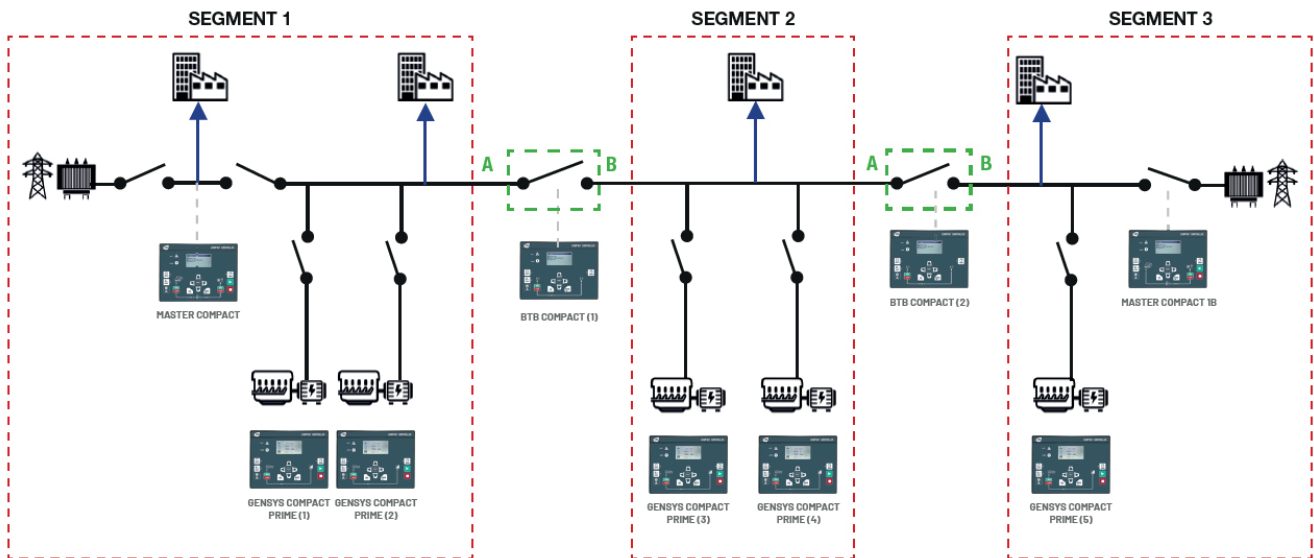 SEGMENT 1
SEGMENT 2
SEGMENT 3
A
B
A
B
MASTER COMPACT
BTB COMPACT (1)
BTB COMPACT (2)
MASTER COMPACT 1B
GENSYS COMPACT
PRIME (1)
GENSYS COMPACT
PRIME (2)
GENSYS COMPACT
PRIME (3)
GENSYS COMPACT
PRIME (4)
GENSYS COMPACT
PRIME (5)